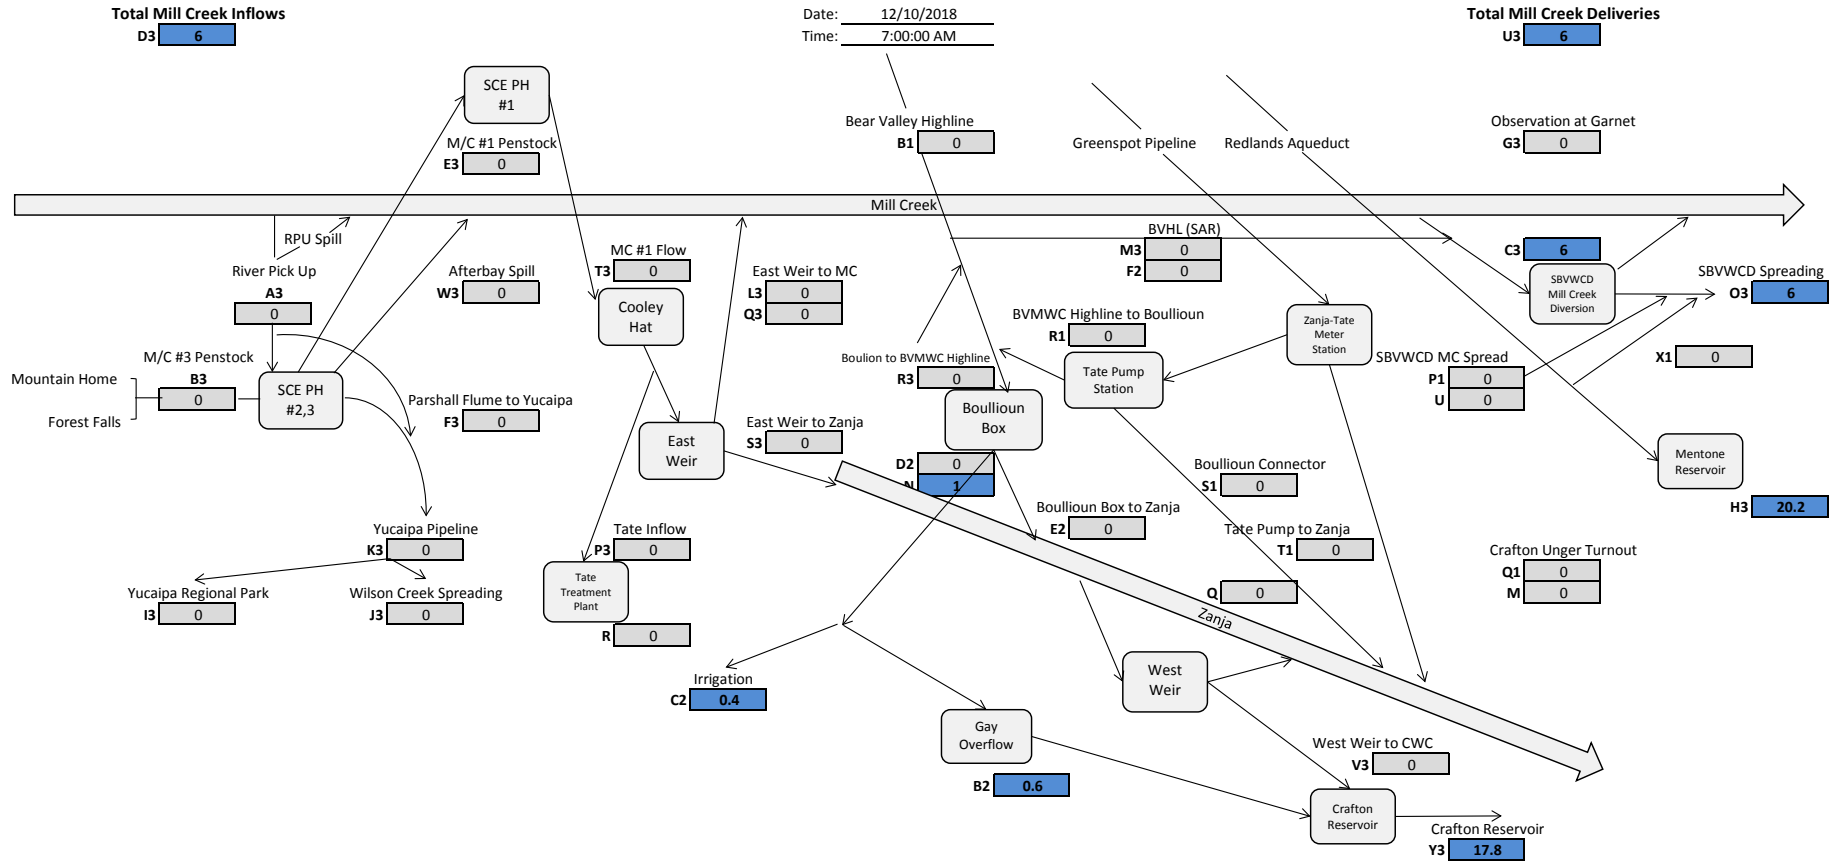 Total Mill Creek Inflows
D3 6
Date: 12/10/2018
Time: 7:00:00 AM
Total Mill Creek Deliveries
U3 6
SCE PH
#1
M/C #1 Penstock
E3 0
Bear Valley Highline
B1 0
Greenspot Pipeline
Redlands Aqueduct
Observation at Garnet
G3 0
Mill Creek
RPU Spill
River Pick Up
A3
0
Afterbay Spill
W3 0
MC #1 Flow
T3 0
Cooley
Hat
East Weir to MC
L3 0
Q3 0
BVHL (SAR)
M3 0
F2 0
C3 6
SBVWCD
Mill Creek
Diversion
SBVWCD Spreading
O3 6
BVMWC Highline to Boullioun
R1 0
Zanja-Tate
Meter
Station
M/C #3 Penstock
B3
0
Mountain Home
Forest Falls
SCE PH
#2,3
Parshall Flume to Yucaipa
F3 0
Boulion to BVMWC Highline
R3 0
Tate Pump
Station
SBVWCD MC Spread
P1 0
U 0
X1 0
East
Weir
East Weir to Zanja
S3 0
Boullioun
Box
D2 0
N 1
Boullioun Connector
S1 0
Mentone
Reservoir
H3 20.2
Yucaipa Pipeline
K3 0
Tate Inflow
P3 0
Boullioun Box to Zanja
E2 0
Tate Pump to Zanja
T1 0
Crafton Unger Turnout
Q1 0
M 0
Yucaipa Regional Park
I3 0
Wilson Creek Spreading
J3 0
Tate
Treatment
Plant
R 0
Q 0
Zanja
Irrigation
C2 0.4
West
Weir
Gay
Overflow
B2 0.6
West Weir to CWC
V3 0
Crafton
Reservoir
Crafton Reservoir
Y3 17.8